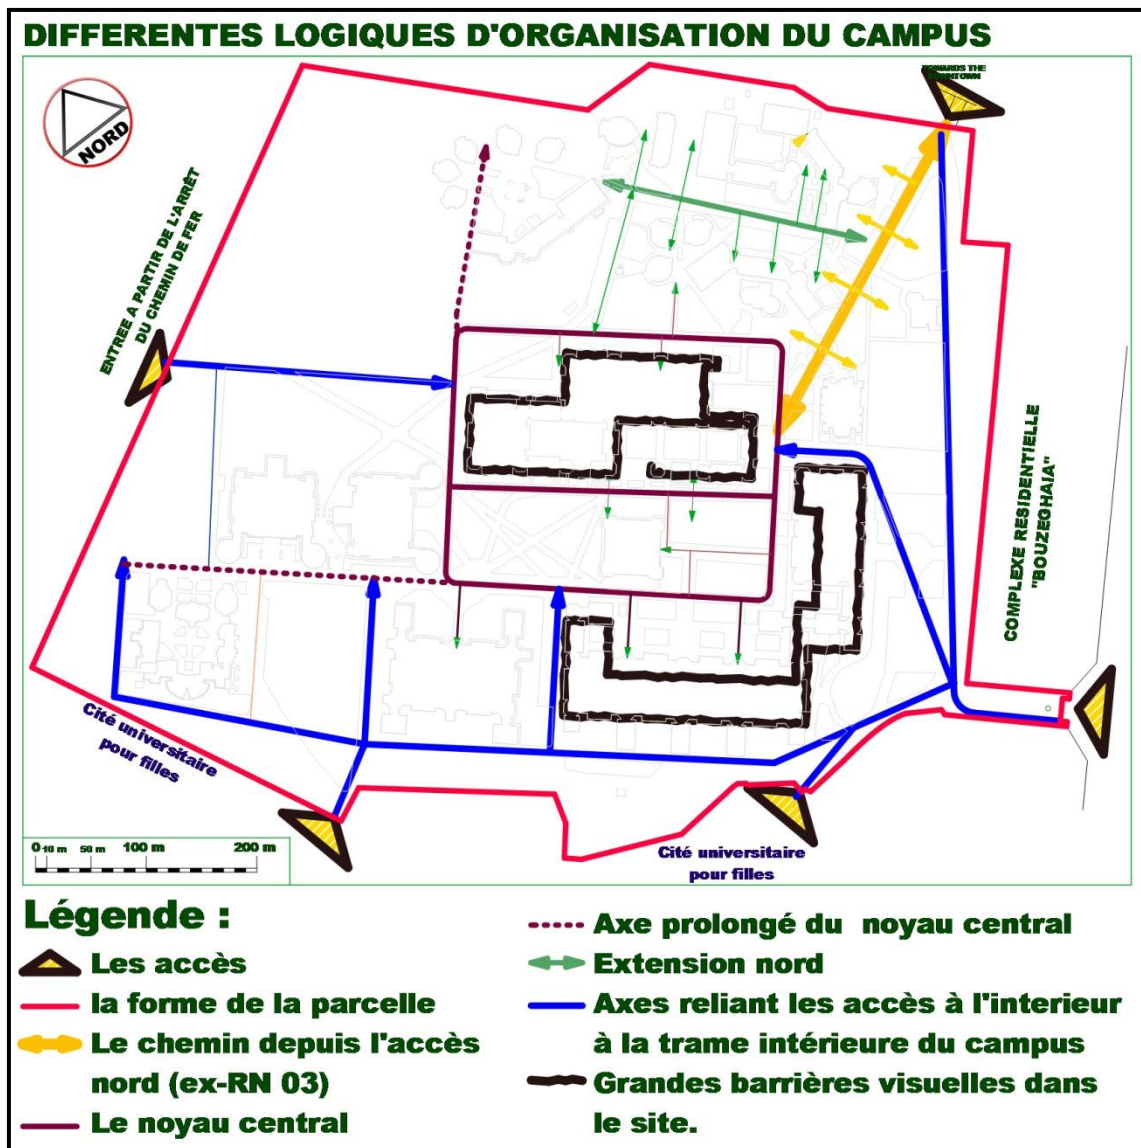 DIFFERENTES LOGIQUES D'ORGANISATION DU CAMPUS
TOWARDS THE
DOWNTOWN
NORD
ENTREE A PARTIR DE L'ARRÊT
DU CHEMIN DE FER
COMPLEXE RESIDENTIELLE
"BOUZEGHAIA"
Cité universitaire
pour filles
Cité universitaire
pour filles
0 10 m 50 m 100 m 200 m
Légende :
Les accès
la forme de la parcelle
Le chemin depuis l'accès
nord (ex-RN 03)
Le noyau central
Axe prolongé du noyau central
Extension nord
Axes reliant les accès à l'interieur
à la trame intérieure du campus
Grandes barrières visuelles dans
le site.